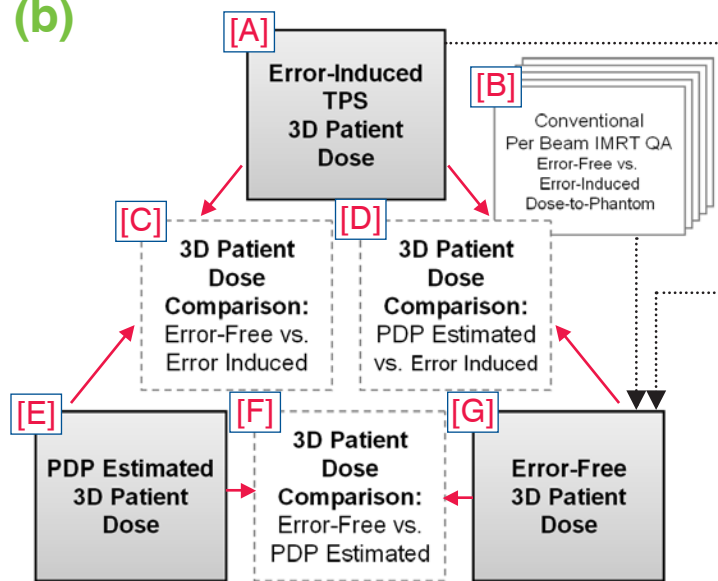 (b)
[A]
Error-Induced
TPS
3D Patient
Dose
[B]
Conventional
Per Beam IMRT QA
Error-Free vs.
Error-Induced
Dose-to-Phantom
[C]
3D Patient
Dose
Comparison:
Error-Free vs.
Error Induced
[D]
3D Patient
Dose
Comparison:
PDP Estimated
vs. Error Induced
[E]
PDP Estimated
3D Patient
Dose
[F]
3D Patient
Dose
Comparison:
Error-Free vs.
PDP Estimated
[G]
Error-Free
3D Patient
Dose